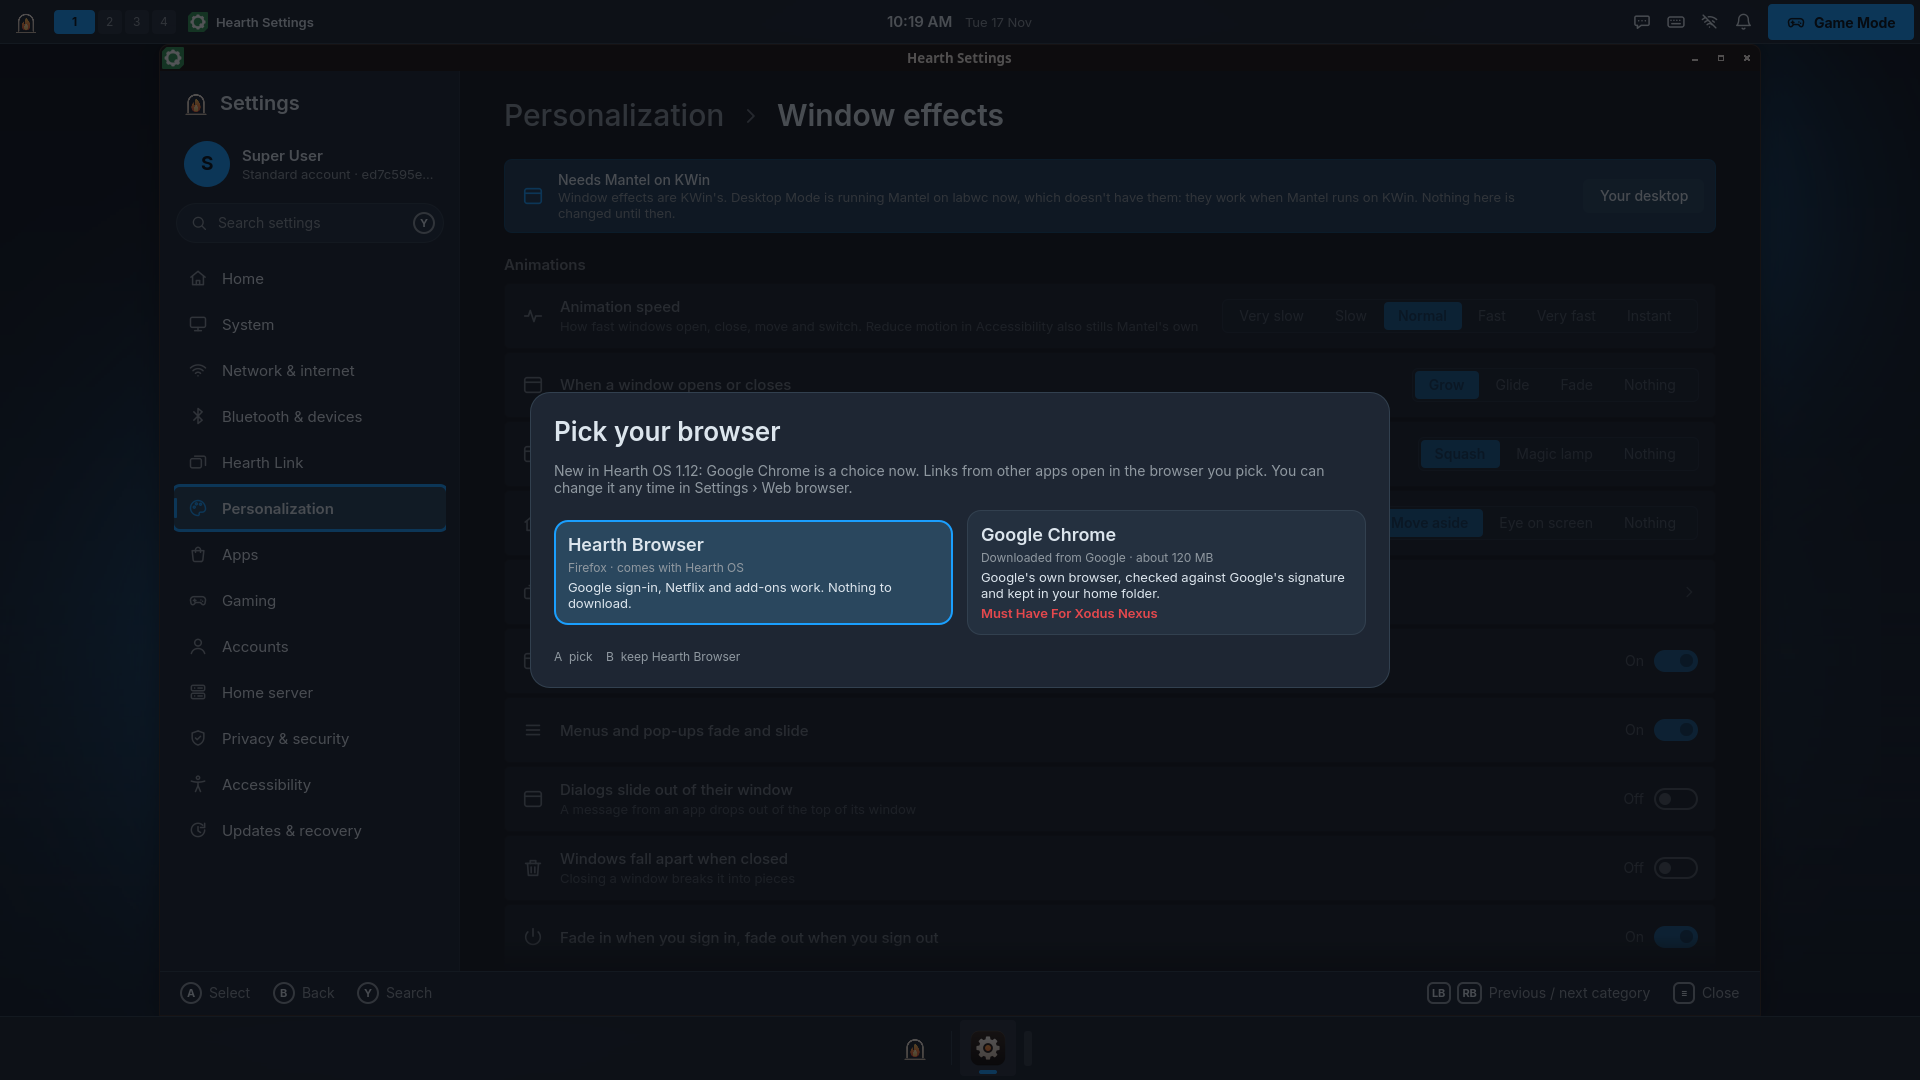 1 2 3 4 Hearth Settings 10:19 AM Tue 17 Nov Game Mode
Hearth Settings
Settings
Super User
Standard account · ed7c595e...
Search settings Y
Home
System
Network & internet
Bluetooth & devices
Hearth Link
Personalization
Apps
Gaming
Accounts
Home server
Privacy & security
Accessibility
Updates & recovery
Personalization › Window effects
Needs Mantel on KWin
Window effects are KWin's. Desktop Mode is running Mantel on labwc now, which doesn't have them: they work when Mantel runs on KWin. Nothing here is
changed until then.
Your desktop
Animations
Animation speed
How fast windows open, close, move and switch. Reduce motion in Accessibility also stills Mantel's own
Very slow Slow Normal Fast Very fast Instant
When a window opens or closes
Grow Glide Fade Nothing
Squash Magic lamp Nothing
Move aside Eye on screen Nothing
Pick your browser
New in Hearth OS 1.12: Google Chrome is a choice now. Links from other apps open in the browser you pick. You can
change it any time in Settings › Web browser.
Hearth Browser
Firefox · comes with Hearth OS
Google sign-in, Netflix and add-ons work. Nothing to
download.
Google Chrome
Downloaded from Google · about 120 MB
Google's own browser, checked against Google's signature
and kept in your home folder.
Must Have For Xodus Nexus
A pick B keep Hearth Browser
On
Menus and pop-ups fade and slide
On
Dialogs slide out of their window
A message from an app drops out of the top of its window
Off
Windows fall apart when closed
Closing a window breaks it into pieces
Off
Fade in when you sign in, fade out when you sign out
On
A Select B Back Y Search LB RB Previous / next category ≡ Close